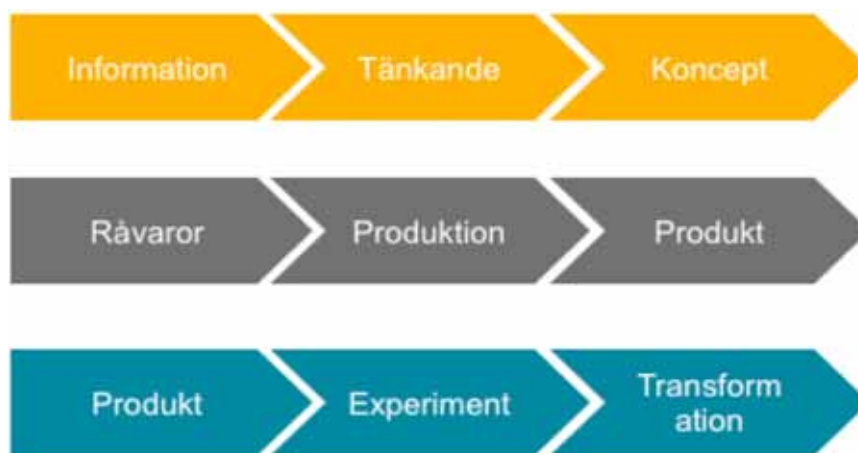 Information Tänkande Koncept
Råvaror Produktion Produkt
Produkt Experiment Transform
ation